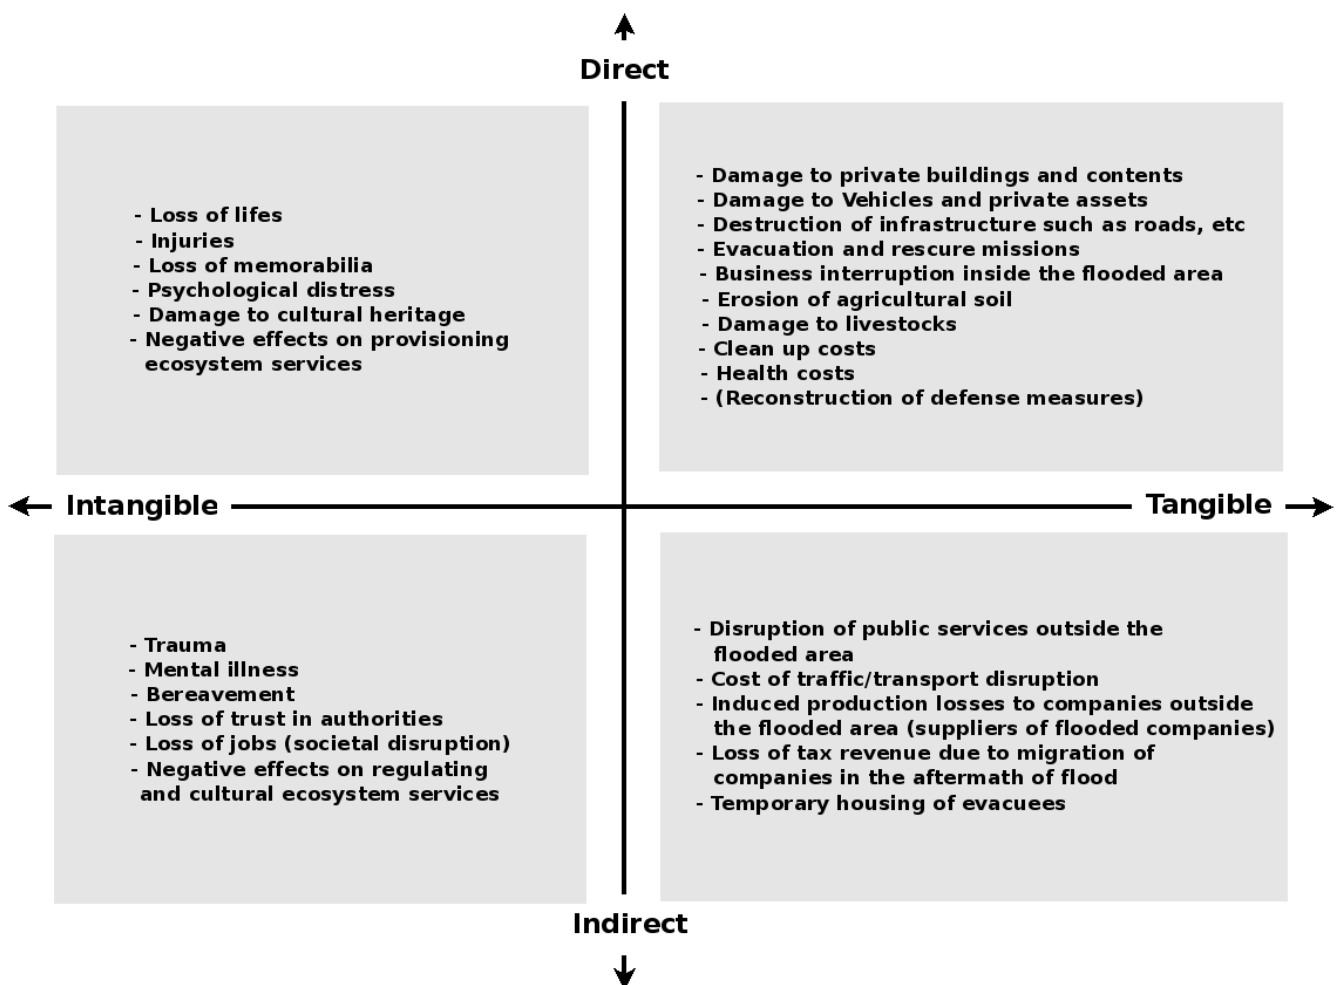 Direct
- Loss of lifes
- Injuries
- Loss of memorabilia
- Psychological distress
- Damage to cultural heritage
- Negative effects on provisioning
ecosystem services
- Damage to private buildings and contents
- Damage to Vehicles and private assets
- Destruction of infrastructure such as roads, etc
- Evacuation and rescure missions
- Business interruption inside the flooded area
- Erosion of agricultural soil
- Damage to livestocks
- Clean up costs
- Health costs
- (Reconstruction of defense measures)
Intangible
Tangible
- Trauma
- Mental illness
- Bereavement
- Loss of trust in authorities
- Loss of jobs (societal disruption)
- Negative effects on regulating
and cultural ecosystem services
- Disruption of public services outside the
flooded area
- Cost of traffic/transport disruption
- Induced production losses to companies outside
the flooded area (suppliers of flooded companies)
- Loss of tax revenue due to migration of
companies in the aftermath of flood
- Temporary housing of evacuees
Indirect